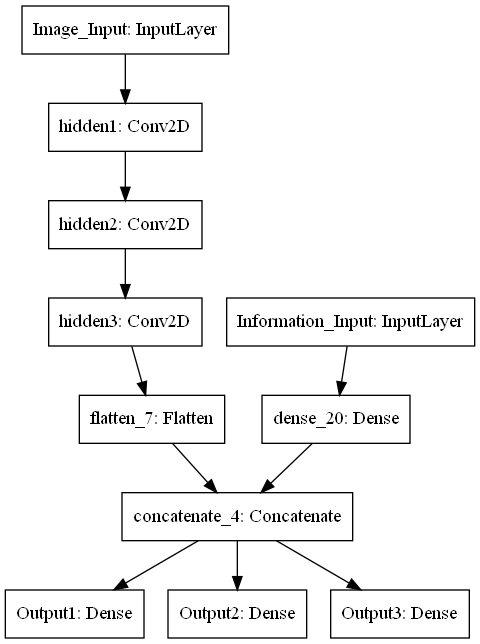 Image_Input: InputLayer
hidden1: Conv2D
hidden2: Conv2D
hidden3: Conv2D
Information_Input: InputLayer
flatten_7: Flatten
dense_20: Dense
concatenate_4: Concatenate
Output1: Dense
Output2: Dense
Output3: Dense